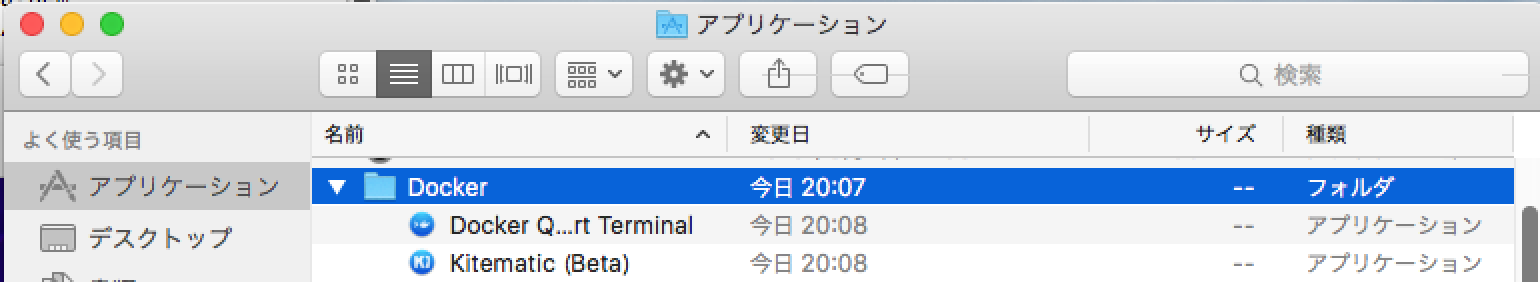 アプリケーション
検索
よく使う項目
名前 変更日 サイズ 種類
アプリケーション
Docker 今日 20:07 -- フォルダ
デスクトップ
Docker Q...rt Terminal 今日 20:08 -- アプリケーション
Kitematic (Beta) 今日 20:08 -- アプリケーション